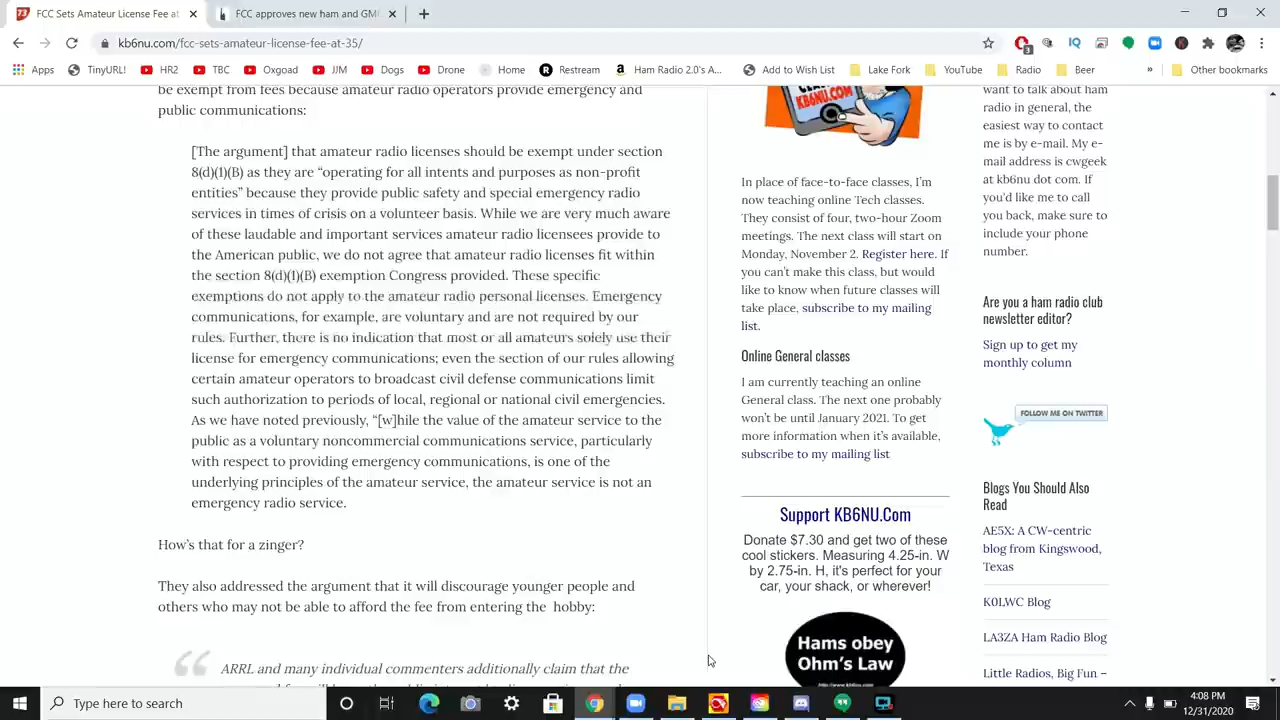 FCC Sets Amateur License Fee at
FCC approves new ham and GM
kb6nu.com/fcc-sets-amateur-license-fee-at-35/
Apps TinyURL! HR2 TBC Oxgoad JJM Dogs Drone Home Restream Ham Radio 2.0's A... Add to Wish List Lake Fork YouTube Radio Beer » Other bookmarks
be exempt from fees because amateur radio operators provide emergency and
public communications:
[The argument] that amateur radio licenses should be exempt under section
8(d)(1)(B) as they are “operating for all intents and purposes as non-profit
entities” because they provide public safety and special emergency radio
services in times of crisis on a volunteer basis. While we are very much aware
of these laudable and important services amateur radio licensees provide to
the American public, we do not agree that amateur radio licenses fit within
the section 8(d)(1)(B) exemption Congress provided. These specific
exemptions do not apply to the amateur radio personal licenses. Emergency
communications, for example, are voluntary and are not required by our
rules. Further, there is no indication that most or all amateurs solely use their
license for emergency communications; even the section of our rules allowing
certain amateur operators to broadcast civil defense communications limit
such authorization to periods of local, regional or national civil emergencies.
As we have noted previously, “[w]hile the value of the amateur service to the
public as a voluntary noncommercial communications service, particularly
with respect to providing emergency communications, is one of the
underlying principles of the amateur service, the amateur service is not an
emergency radio service.
How’s that for a zinger?
They also addressed the argument that it will discourage younger people and
others who may not be able to afford the fee from entering the hobby:
ARRL and many individual commenters additionally claim that the
KB6NU.COM
In place of face-to-face classes, I’m
now teaching online Tech classes.
They consist of four, two-hour Zoom
meetings. The next class will start on
Monday, November 2. Register here. If
you can’t make this class, but would
like to know when future classes will
take place, subscribe to my mailing
list.
Online General classes
I am currently teaching an online
General class. The next one probably
won’t be until January 2021. To get
more information when it’s available,
subscribe to my mailing list
Support KB6NU.Com
Donate $7.30 and get two of these
cool stickers. Measuring 4.25-in. W
by 2.75-in. H, it's perfect for your
car, your shack, or wherever!
Hams obey
Ohm’s Law
want to talk about ham
radio in general, the
easiest way to contact
me is by e-mail. My e-
mail address is cwgeek
at kb6nu dot com. If
you’d like me to call
you back, make sure to
include your phone
number.
Are you a ham radio club
newsletter editor?
Sign up to get my
monthly column
FOLLOW ME ON TWITTER
Blogs You Should Also
Read
AE5X: A CW-centric
blog from Kingswood,
Texas
K0LWC Blog
LA3ZA Ham Radio Blog
Little Radios, Big Fun –
Type here to search
4:08 PM
12/31/2020